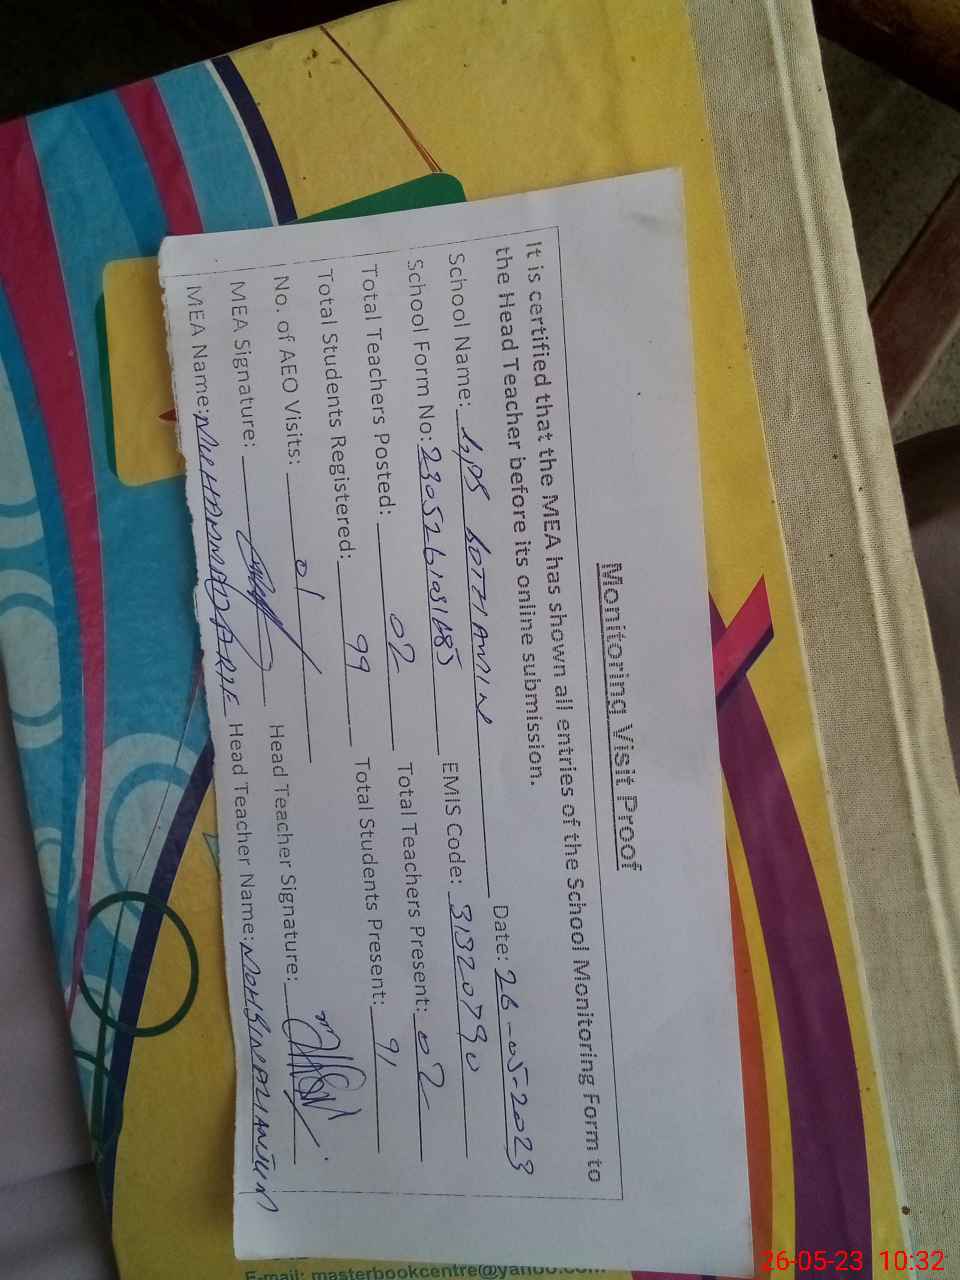 Monitoring Visit Proof
It is certified that the MEA has shown all entries of the School Monitoring Form to
the Head Teacher before its online submission.
School Name: GPS Date: 26-05-2023
School Form No: EMIS Code: 31320790
Total Teachers Posted: 02 Total Teachers Present: 02
Total Students Registered: 99 Total Students Present: 91
No. of AEO Visits: 01
MEA Signature: Head Teacher Signature:
MEA Name: MUHAMMAD ARIF Head Teacher Name:
E-mail: masterbookcentre@yahoo.com
26-05-23 10:32